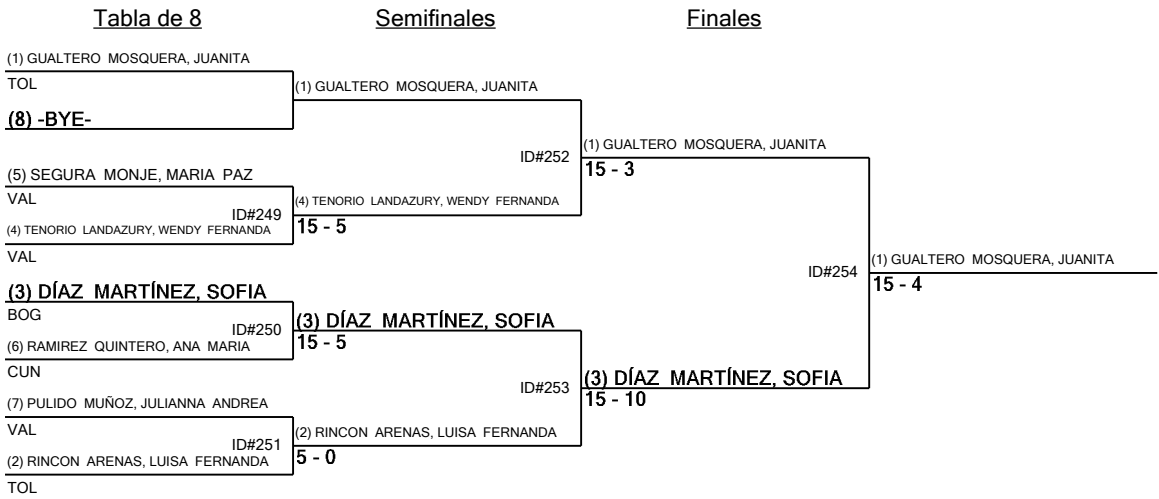 Tabla de 8 Semifinales Finales
(1) GUALTERO MOSQUERA, JUANITA
TOL
(1) GUALTERO MOSQUERA, JUANITA
(8) -BYE-
ID#252
(1) GUALTERO MOSQUERA, JUANITA
15 - 3
(5) SEGURA MONJE, MARIA PAZ
VAL
ID#249
(4) TENORIO LANDAZURY, WENDY FERNANDA
15 - 5
(4) TENORIO LANDAZURY, WENDY FERNANDA
VAL
ID#254
(1) GUALTERO MOSQUERA, JUANITA
15 - 4
(3) DÍAZ MARTÍNEZ, SOFIA
BOG
ID#250
(3) DÍAZ MARTÍNEZ, SOFIA
15 - 5
(6) RAMIREZ QUINTERO, ANA MARIA
CUN
ID#253
(3) DÍAZ MARTÍNEZ, SOFIA
15 - 10
(7) PULIDO MUÑOZ, JULIANNA ANDREA
VAL
ID#251
(2) RINCON ARENAS, LUISA FERNANDA
5 - 0
(2) RINCON ARENAS, LUISA FERNANDA
TOL